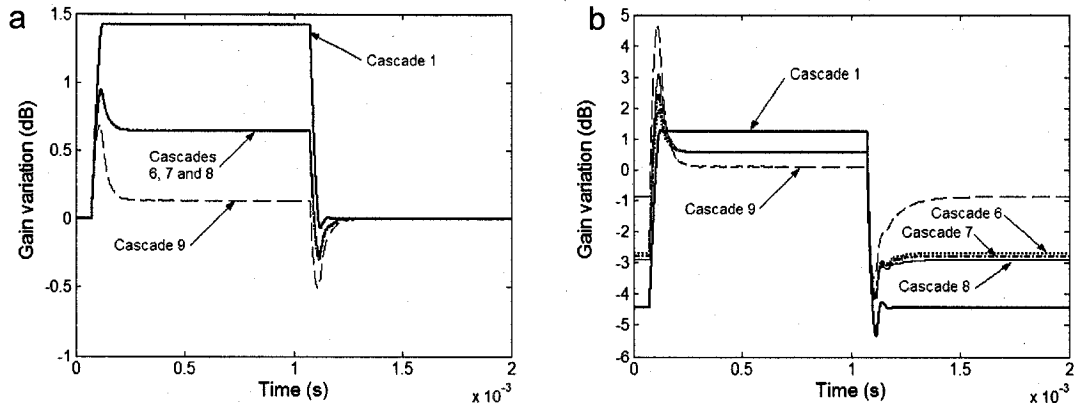 a
Gain variation (dB)
1.5
1
0.5
0
-0.5
-1
Cascade 1
Cascades
6, 7 and 8
Cascade 9
0
0.5
1
1.5
2
Time (s)
x 10⁻³
b
Gain variation (dB)
5
4
3
2
1
0
-1
-2
-3
-4
-5
-6
Cascade 1
Cascade 9
Cascade 6
Cascade 7
Cascade 8
0
0.5
1
1.5
2
Time (s)
x 10⁻³